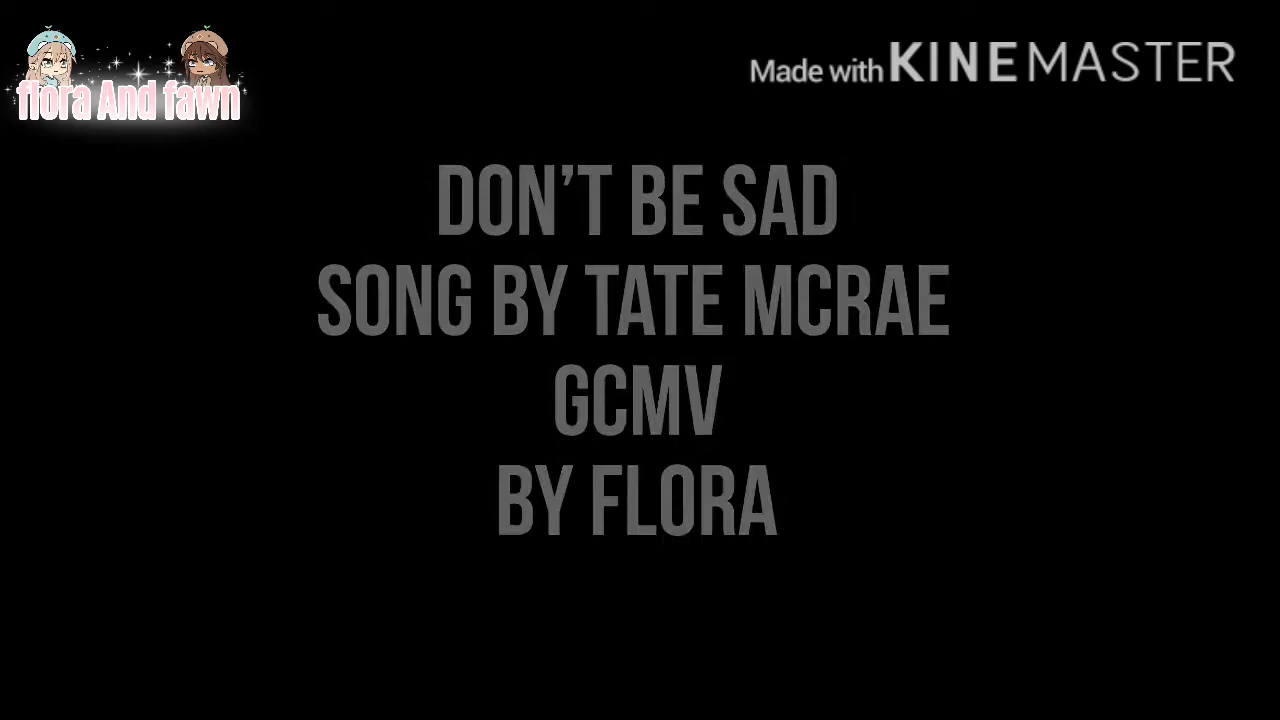 flora And fawn
Made with KINEMASTER
DON'T BE SAD
SONG BY TATE MCRAE
GCMV
BY FLORA